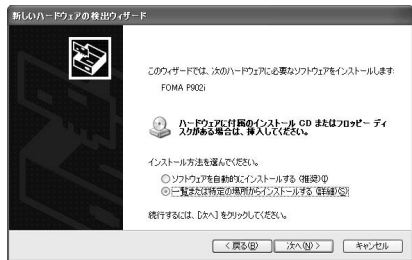 新しいハードウェアの検出ウィザード
このウィザードでは、次のハードウェアに必要なソフトウェアをインストールします:
FOMA P902i
ハードウェアに付属のインストール CD またはフロッピー ディ
スクがある場合は、挿入してください。
インストール方法を選んでください。
ソフトウェアを自動的にインストールする (推奨)(I)
一覧または特定の場所からインストールする (詳細)(S)
続行するには、[次へ] をクリックしてください。
< 戻る(B) 次へ(N) > キャンセル